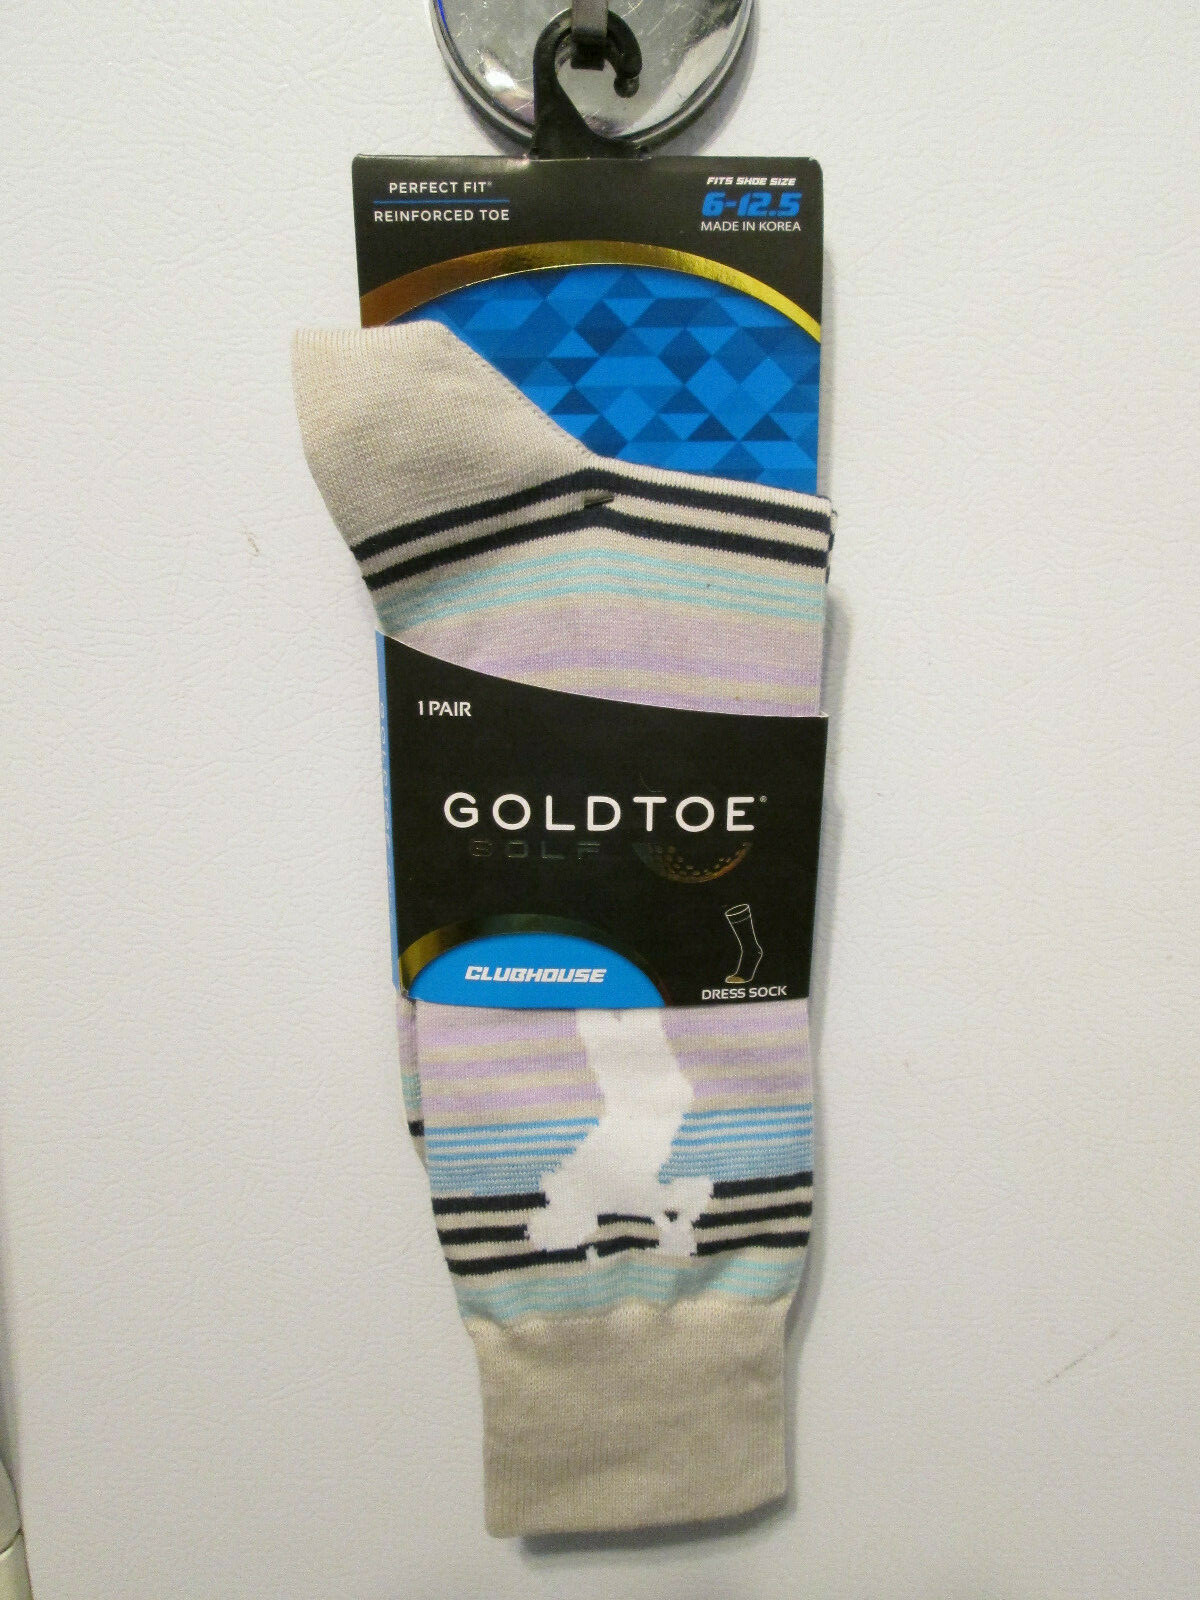 PERFECT FIT®
REINFORCED TOE
FITS SHOE SIZE
6-12.5
MADE IN KOREA
1 PAIR
GOLDTOE®
GOLF
CLUBHOUSE
DRESS SOCK